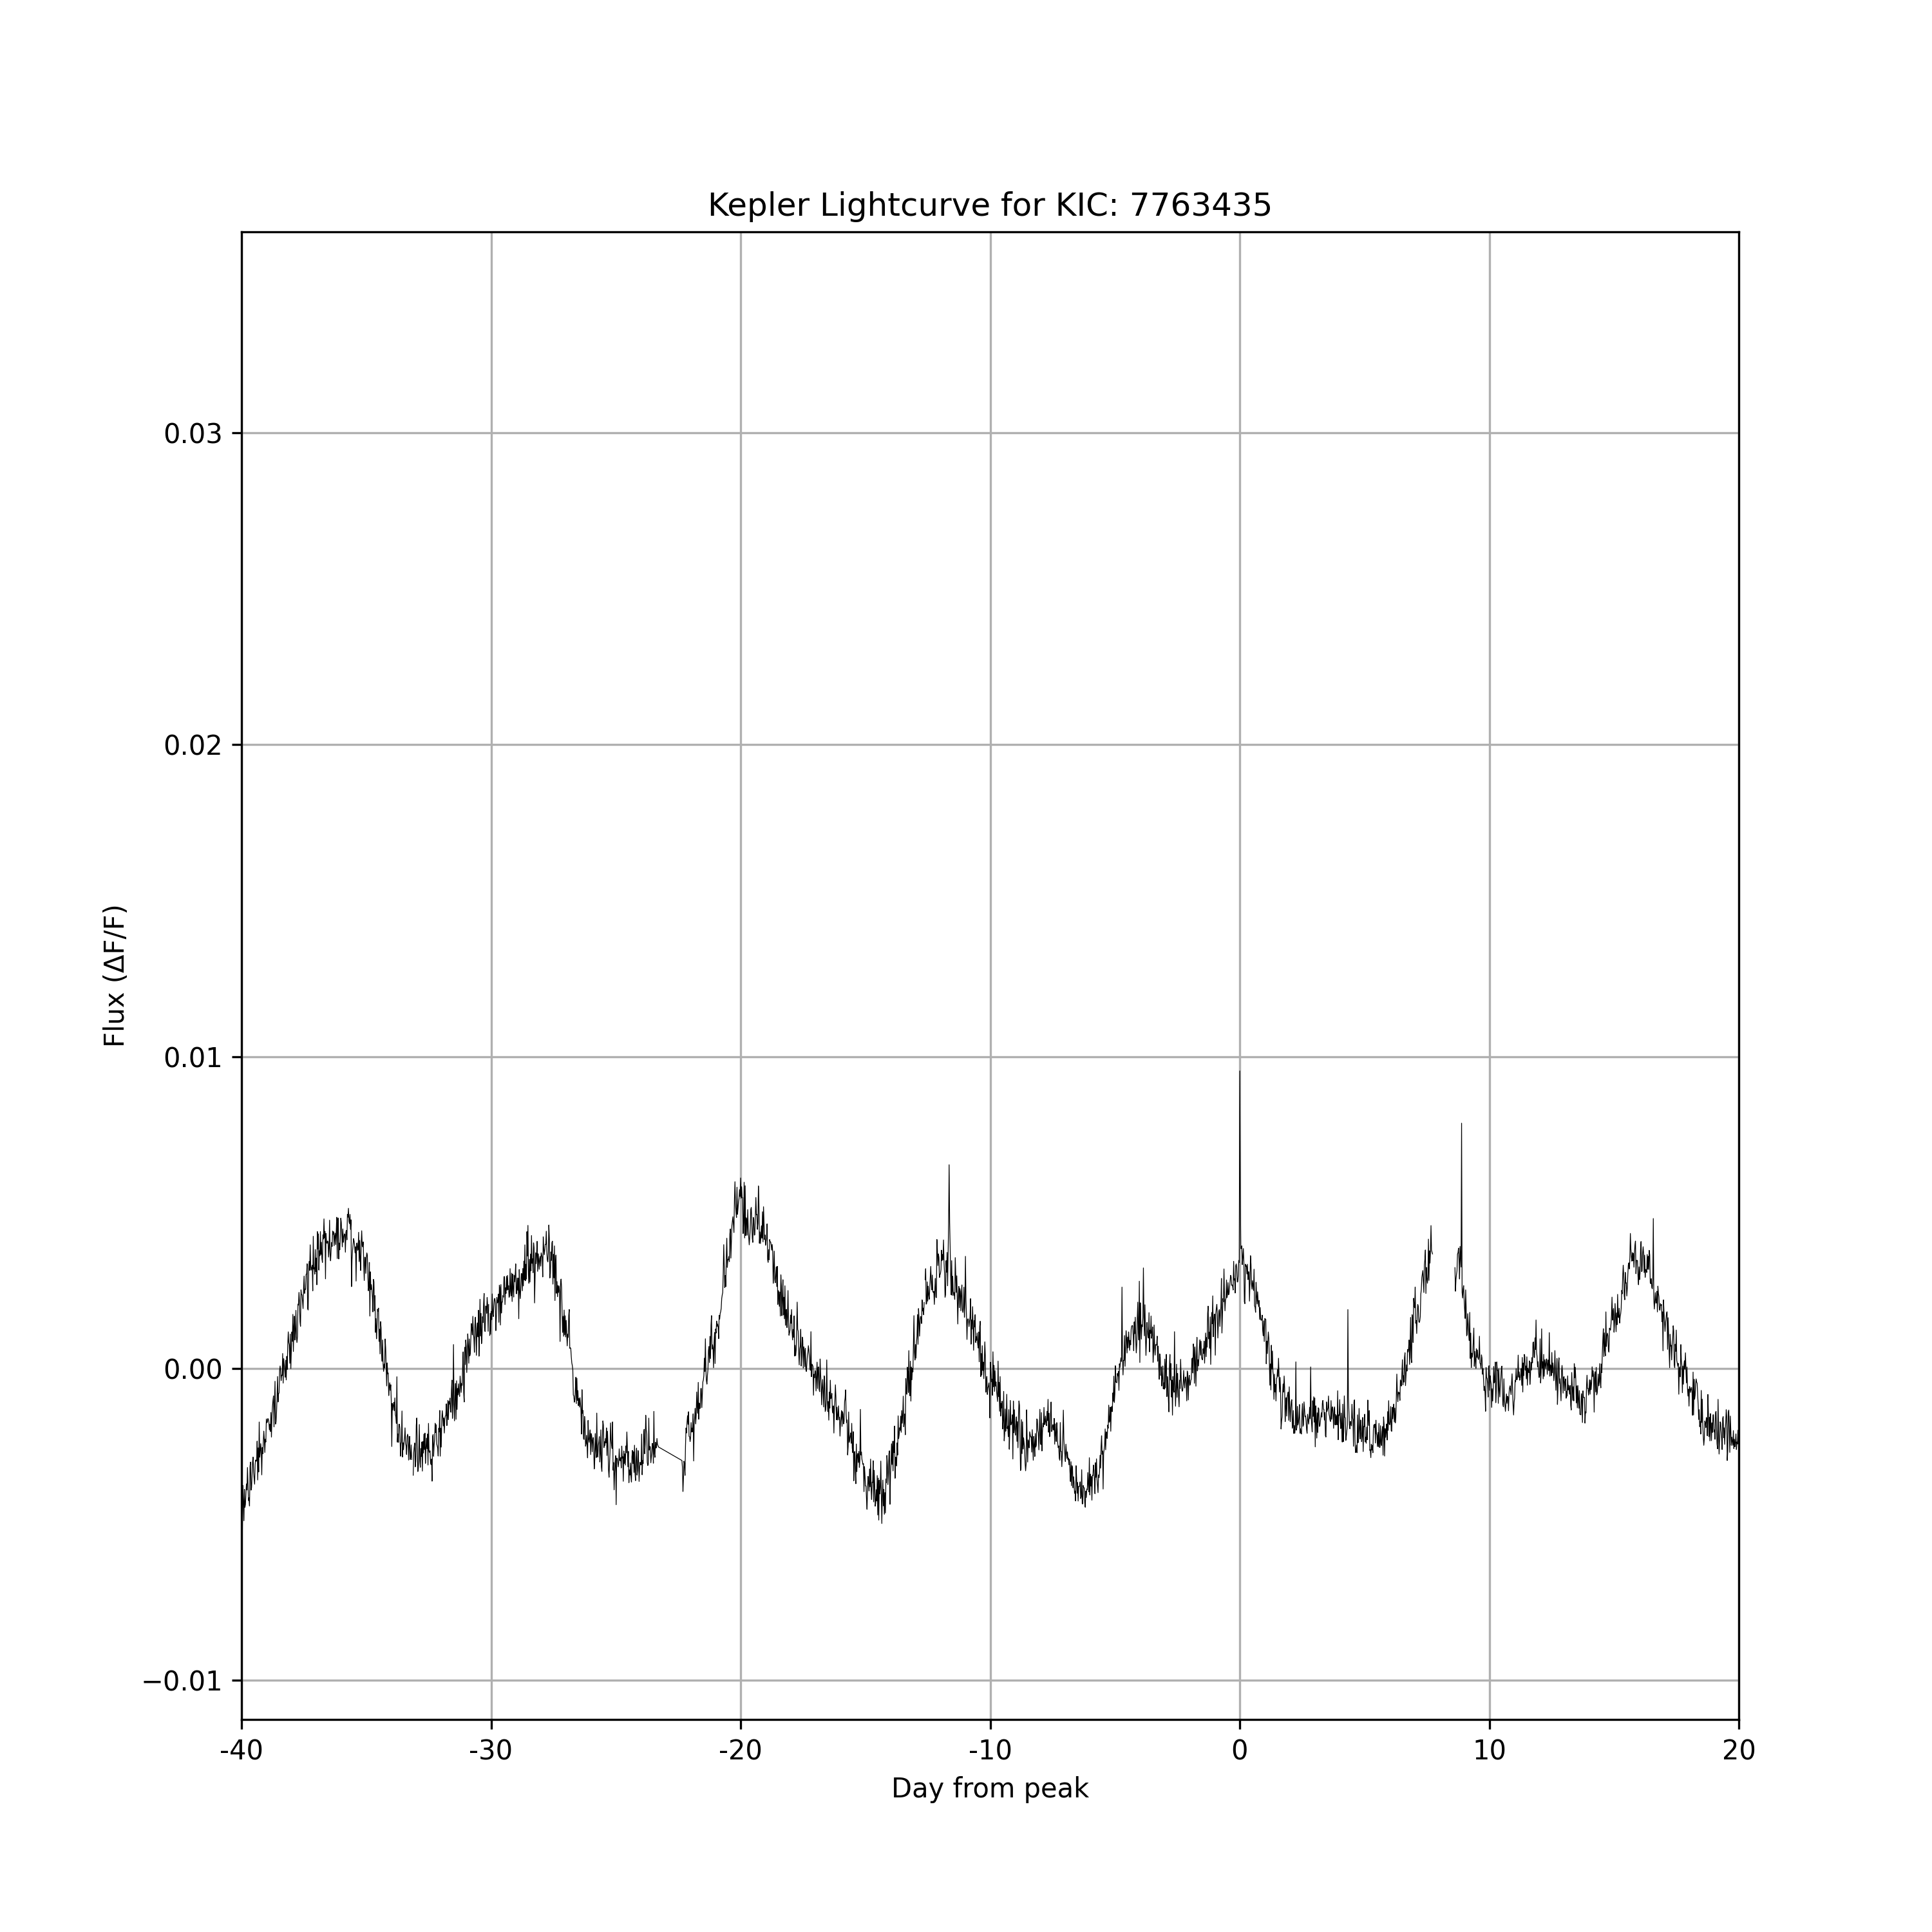 Kepler Lightcurve for KIC: 7763435
0.03
0.02
0.01
0.00
−0.01
Flux (ΔF/F)
-40 -30 -20 -10 0 10 20
Day from peak